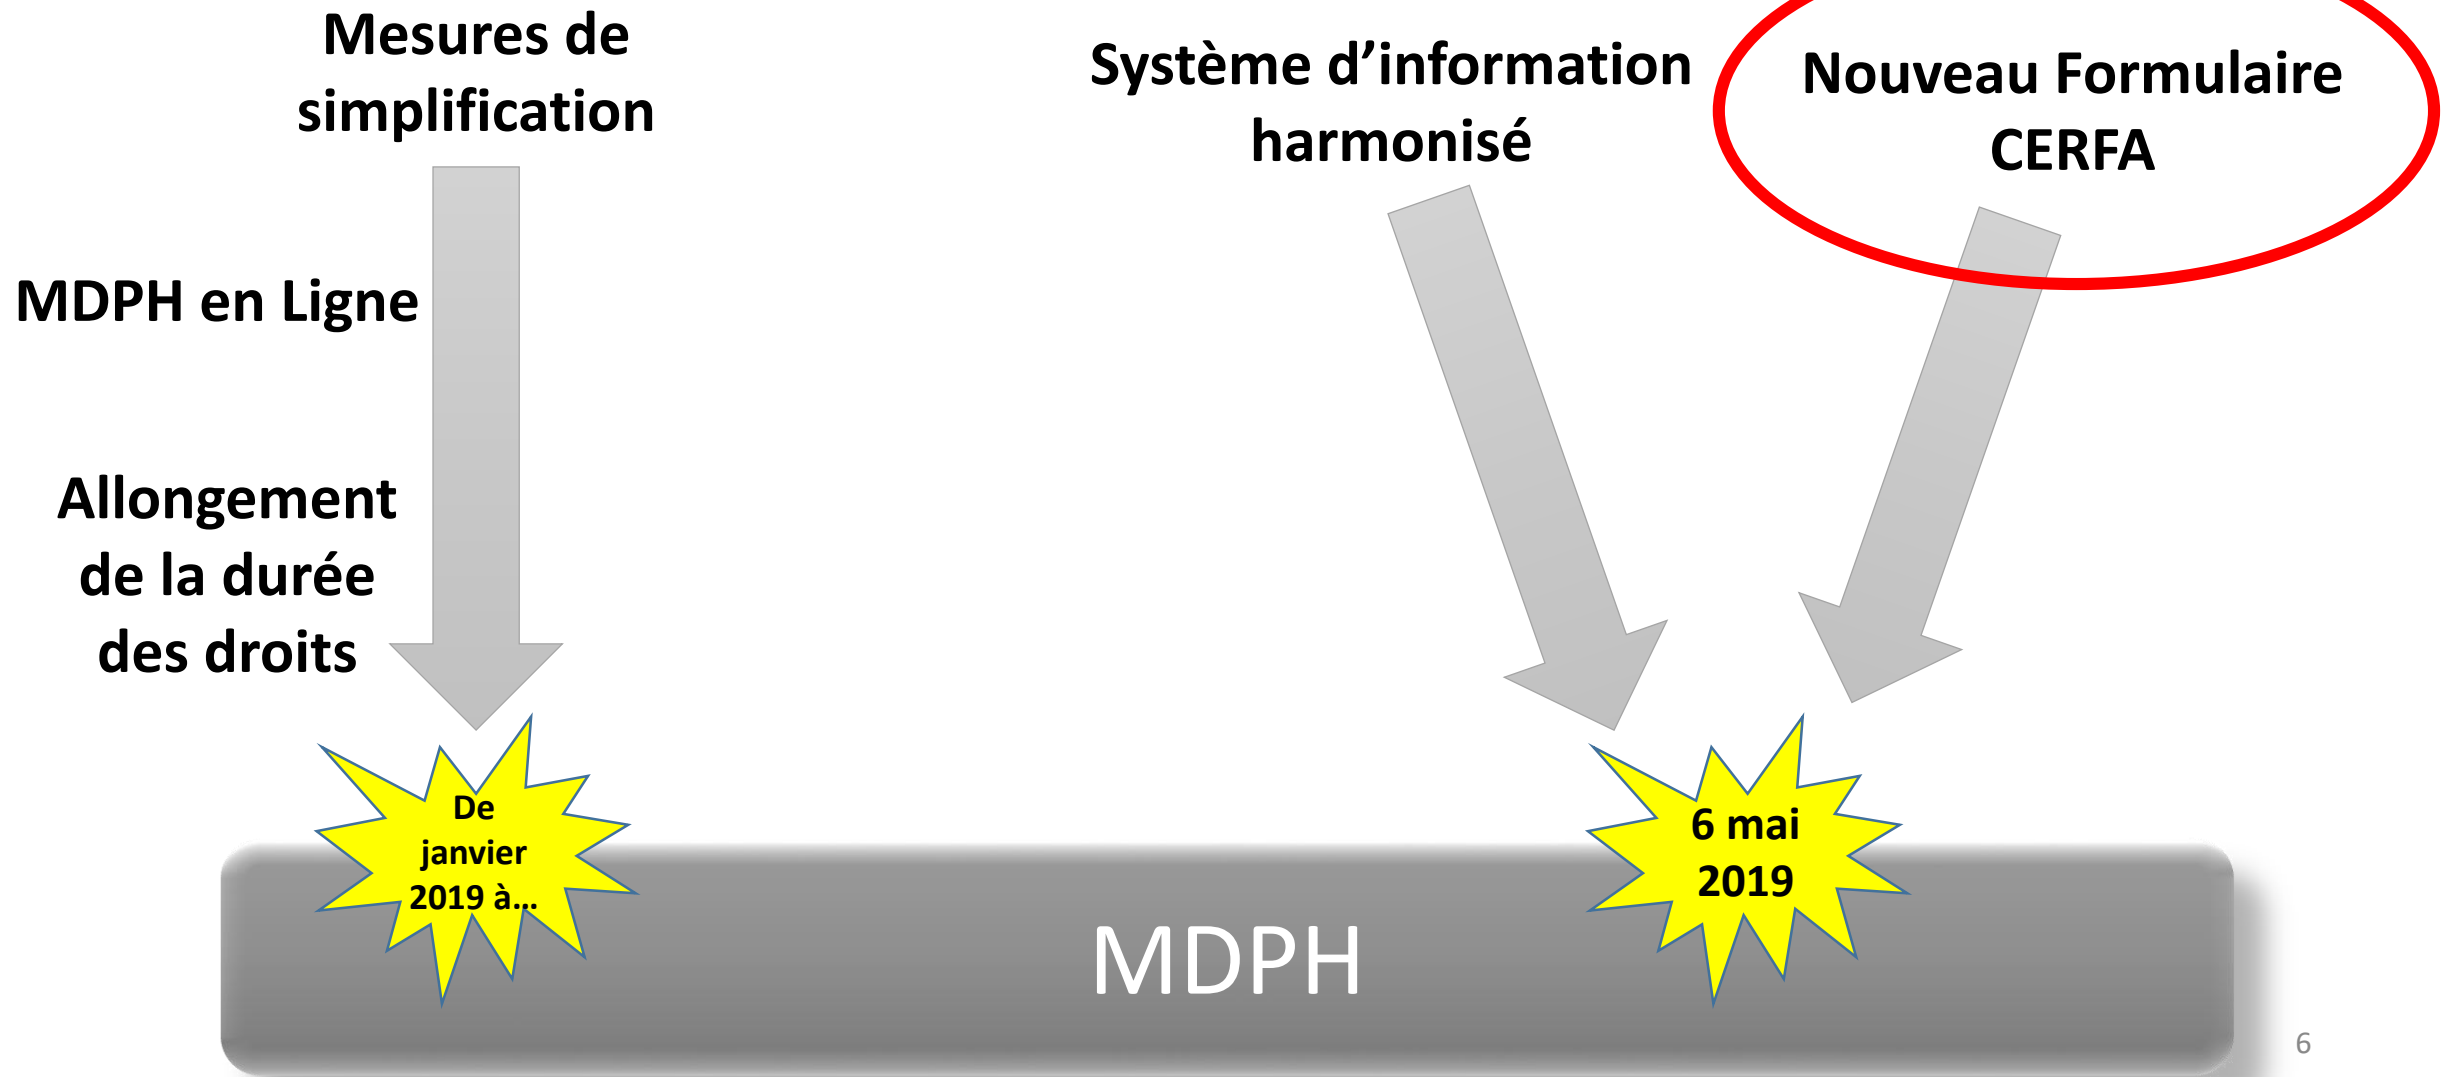 Mesures de
simplification
Système d’information
harmonisé
Nouveau Formulaire
CERFA
MDPH en Ligne
Allongement
de la durée
des droits
De
janvier
2019 à…
6 mai
2019
MDPH
6